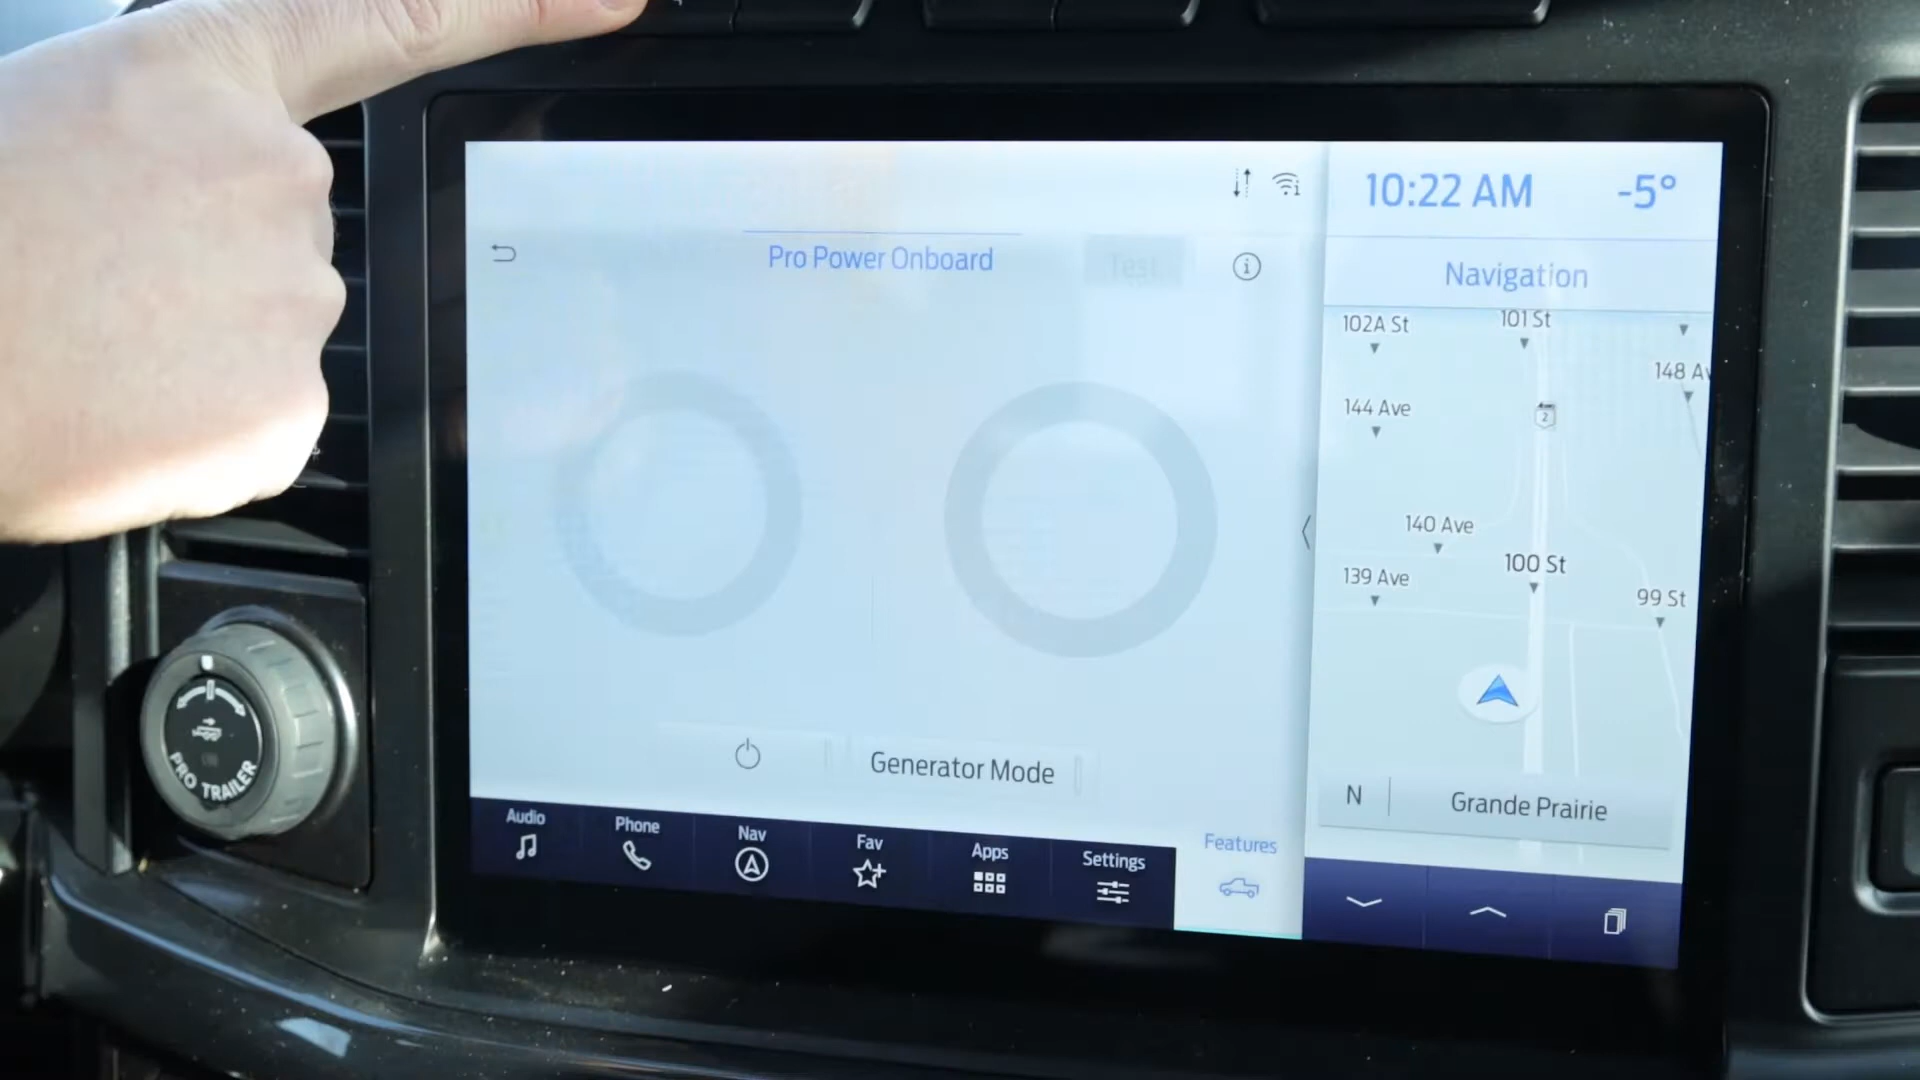 10:22 AM
-5°
Pro Power Onboard
Test
i
Navigation
102A St
101 St
148 Av
144 Ave
2
140 Ave
100 St
139 Ave
99 St
Generator Mode
N
Grande Prairie
Audio
Phone
Nav
Fav
Apps
Settings
Features
PRO TRAILER